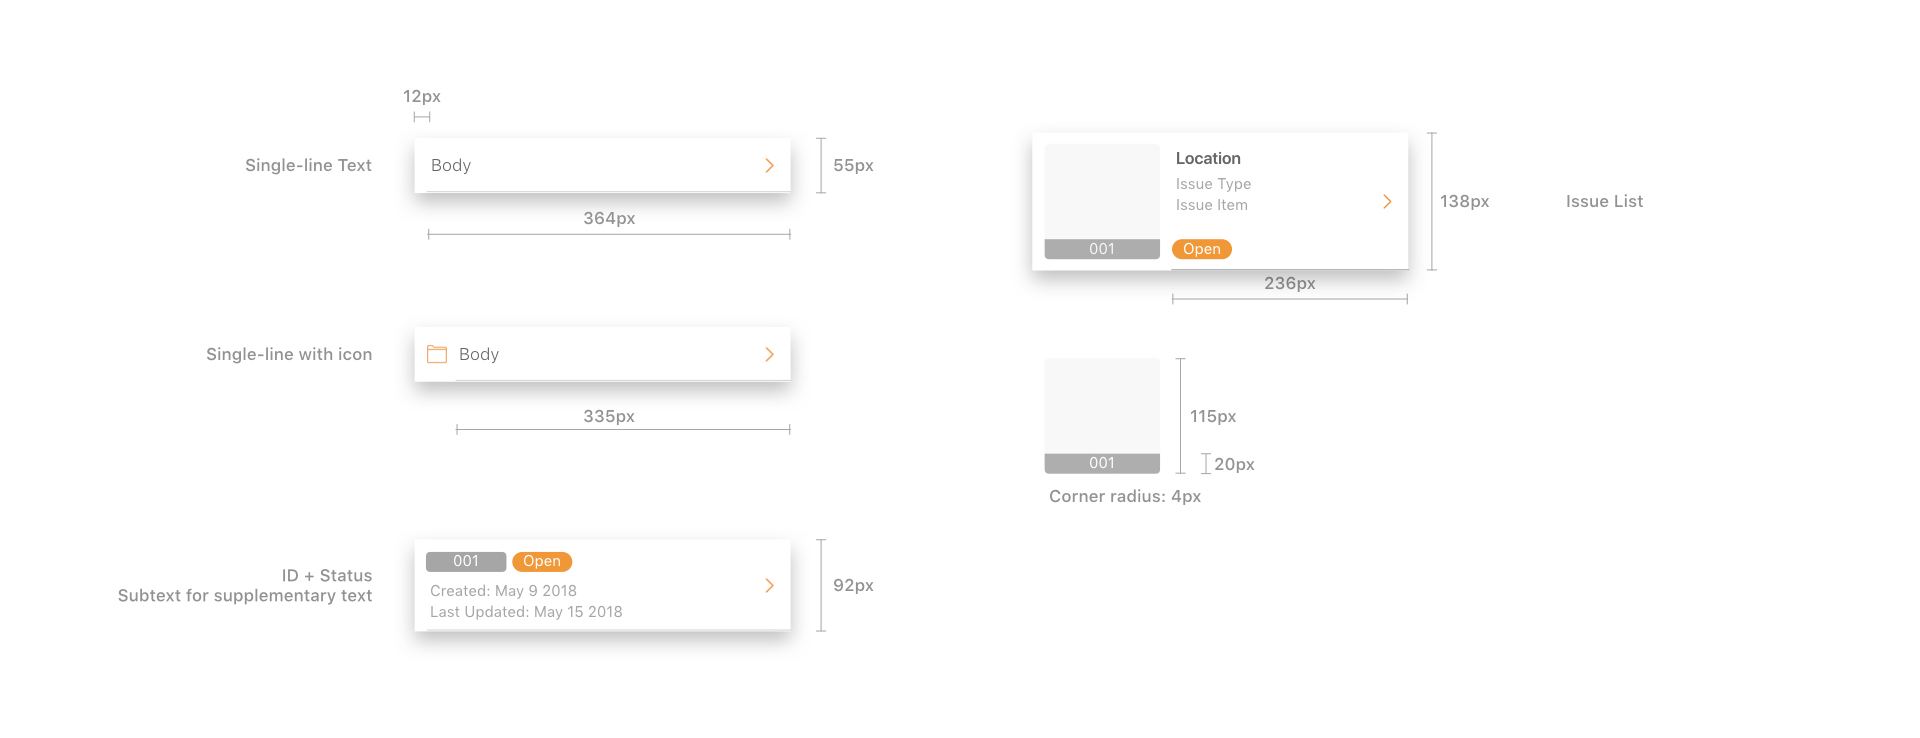 12px
Single-line Text
Body
55px
364px
Single-line with icon
Body
335px
ID + Status
Subtext for supplementary text
001
Open
Created: May 9 2018
Last Updated: May 15 2018
92px
Location
Issue Type
Issue Item
001
Open
138px
Issue List
236px
001
115px
20px
Corner radius: 4px